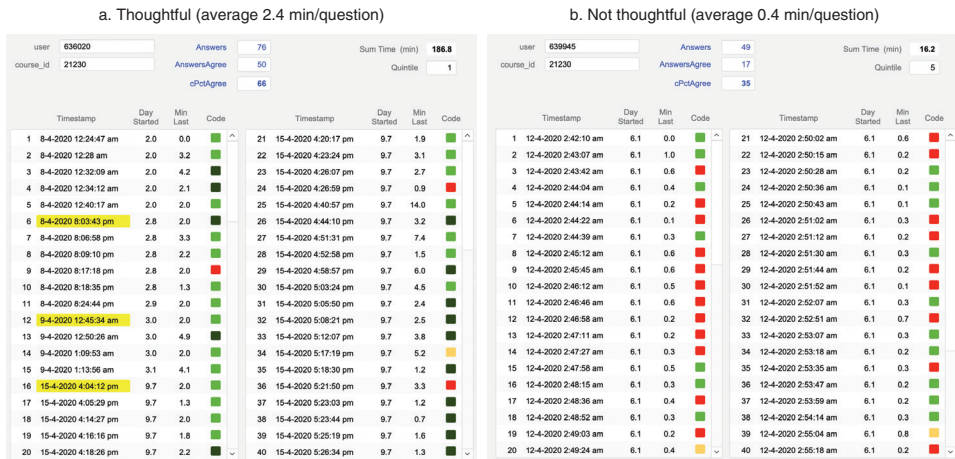 a. Thoughtful (average 2.4 min/question)
user 636020 Answers 76 Sum Time (min) 186.8
course_id 21230 AnswersAgree 50 Quintile 1
cPctAgree 66
Timestamp Day Started Min Last Code Timestamp Day Started Min Last Code
1 8-4-2020 12:24:47 am 2.0 0.0 21 15-4-2020 4:20:17 pm 9.7 1.9
2 8-4-2020 12:28 am 2.0 3.2 22 15-4-2020 4:23:24 pm 9.7 3.1
3 8-4-2020 12:32:09 am 2.0 4.2 23 15-4-2020 4:26:07 pm 9.7 2.7
4 8-4-2020 12:34:12 am 2.0 2.1 24 15-4-2020 4:26:59 pm 9.7 0.9
5 8-4-2020 12:40:17 am 2.0 2.0 25 15-4-2020 4:40:57 pm 9.7 14.0
6 8-4-2020 8:03:43 pm 2.8 2.0 26 15-4-2020 4:44:10 pm 9.7 3.2
7 8-4-2020 8:06:58 pm 2.8 3.3 27 15-4-2020 4:51:31 pm 9.7 7.4
8 8-4-2020 8:09:10 pm 2.8 2.2 28 15-4-2020 4:52:58 pm 9.7 1.5
9 8-4-2020 8:17:18 pm 2.8 2.0 29 15-4-2020 4:58:57 pm 9.7 6.0
10 8-4-2020 8:18:35 pm 2.8 1.3 30 15-4-2020 5:03:24 pm 9.7 4.5
11 8-4-2020 8:24:44 pm 2.9 2.0 31 15-4-2020 5:05:50 pm 9.7 2.4
12 9-4-2020 12:45:34 am 3.0 2.0 32 15-4-2020 5:08:21 pm 9.7 2.5
13 9-4-2020 12:50:26 am 3.0 4.9 33 15-4-2020 5:12:07 pm 9.7 3.8
14 9-4-2020 1:09:53 am 3.0 2.0 34 15-4-2020 5:17:19 pm 9.7 5.2
15 9-4-2020 1:13:56 am 3.1 4.1 35 15-4-2020 5:18:30 pm 9.7 1.2
16 15-4-2020 4:04:12 pm 9.7 2.0 36 15-4-2020 5:21:50 pm 9.7 3.3
17 15-4-2020 4:05:29 pm 9.7 1.3 37 15-4-2020 5:23:03 pm 9.7 1.2
18 15-4-2020 4:14:27 pm 9.7 2.0 38 15-4-2020 5:23:44 pm 9.7 0.7
19 15-4-2020 4:16:16 pm 9.7 1.8 39 15-4-2020 5:25:19 pm 9.7 1.6
20 15-4-2020 4:18:26 pm 9.7 2.2 40 15-4-2020 5:26:34 pm 9.7 1.3
b. Not thoughtful (average 0.4 min/question)
user 639945 Answers 49 Sum Time (min) 16.2
course_id 21230 AnswersAgree 17 Quintile 5
cPctAgree 35
Timestamp Day Started Min Last Code Timestamp Day Started Min Last Code
1 12-4-2020 2:42:10 am 6.1 0.0 21 12-4-2020 2:50:02 am 6.1 0.6
2 12-4-2020 2:43:07 am 6.1 1.0 22 12-4-2020 2:50:15 am 6.1 0.2
3 12-4-2020 2:43:42 am 6.1 0.6 23 12-4-2020 2:50:28 am 6.1 0.2
4 12-4-2020 2:44:04 am 6.1 0.4 24 12-4-2020 2:50:36 am 6.1 0.1
5 12-4-2020 2:44:14 am 6.1 0.2 25 12-4-2020 2:50:43 am 6.1 0.1
6 12-4-2020 2:44:22 am 6.1 0.1 26 12-4-2020 2:51:02 am 6.1 0.3
7 12-4-2020 2:44:39 am 6.1 0.3 27 12-4-2020 2:51:12 am 6.1 0.2
8 12-4-2020 2:45:12 am 6.1 0.6 28 12-4-2020 2:51:30 am 6.1 0.3
9 12-4-2020 2:45:45 am 6.1 0.6 29 12-4-2020 2:51:44 am 6.1 0.2
10 12-4-2020 2:46:12 am 6.1 0.5 30 12-4-2020 2:51:52 am 6.1 0.1
11 12-4-2020 2:46:46 am 6.1 0.6 31 12-4-2020 2:52:07 am 6.1 0.3
12 12-4-2020 2:46:58 am 6.1 0.2 32 12-4-2020 2:52:51 am 6.1 0.7
13 12-4-2020 2:47:11 am 6.1 0.2 33 12-4-2020 2:53:07 am 6.1 0.3
14 12-4-2020 2:47:27 am 6.1 0.3 34 12-4-2020 2:53:18 am 6.1 0.2
15 12-4-2020 2:47:58 am 6.1 0.5 35 12-4-2020 2:53:35 am 6.1 0.3
16 12-4-2020 2:48:15 am 6.1 0.3 36 12-4-2020 2:53:47 am 6.1 0.2
17 12-4-2020 2:48:36 am 6.1 0.4 37 12-4-2020 2:53:59 am 6.1 0.2
18 12-4-2020 2:48:52 am 6.1 0.3 38 12-4-2020 2:54:14 am 6.1 0.3
19 12-4-2020 2:49:03 am 6.1 0.2 39 12-4-2020 2:55:04 am 6.1 0.8
20 12-4-2020 2:49:24 am 6.1 0.4 40 12-4-2020 2:55:18 am 6.1 0.2